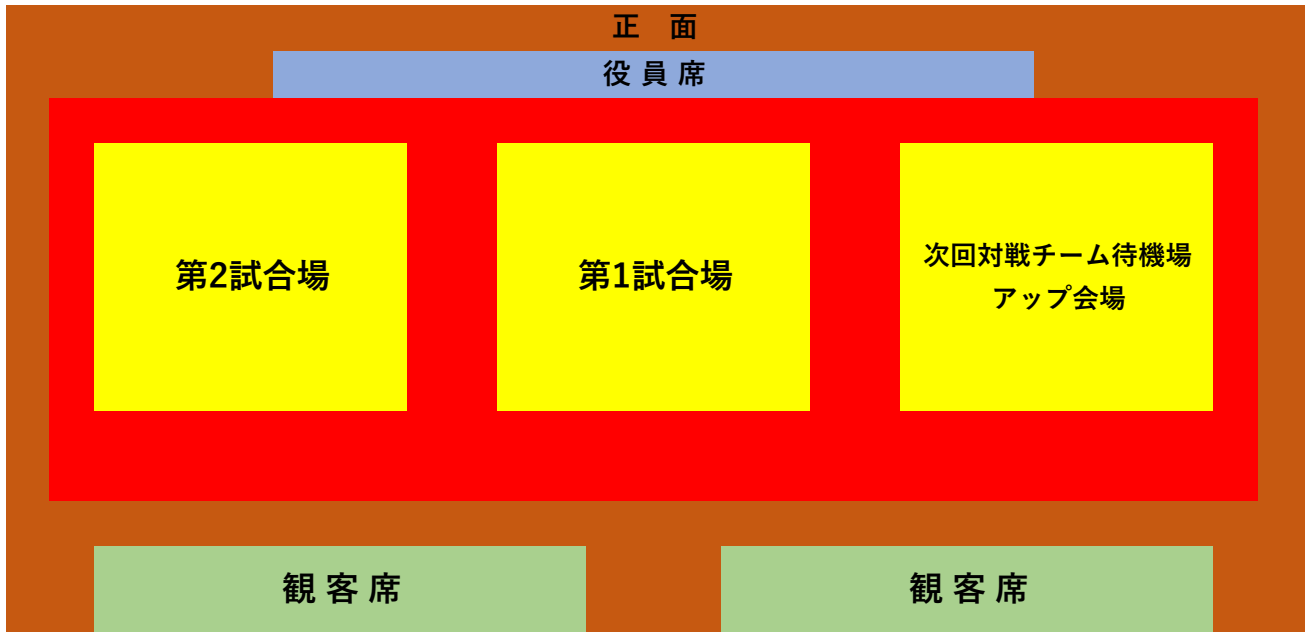 正　面
役 員 席
第2試合場
第1試合場
次回対戦チーム待機場
アップ会場
観 客 席
観 客 席